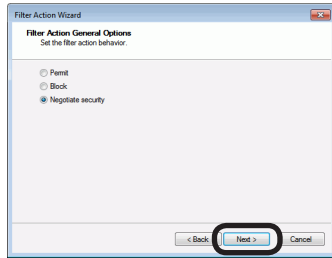 Filter Action Wizard
Filter Action General Options
Set the filter action behavior.
Permit
Block
Negotiate security
< Back Next > Cancel